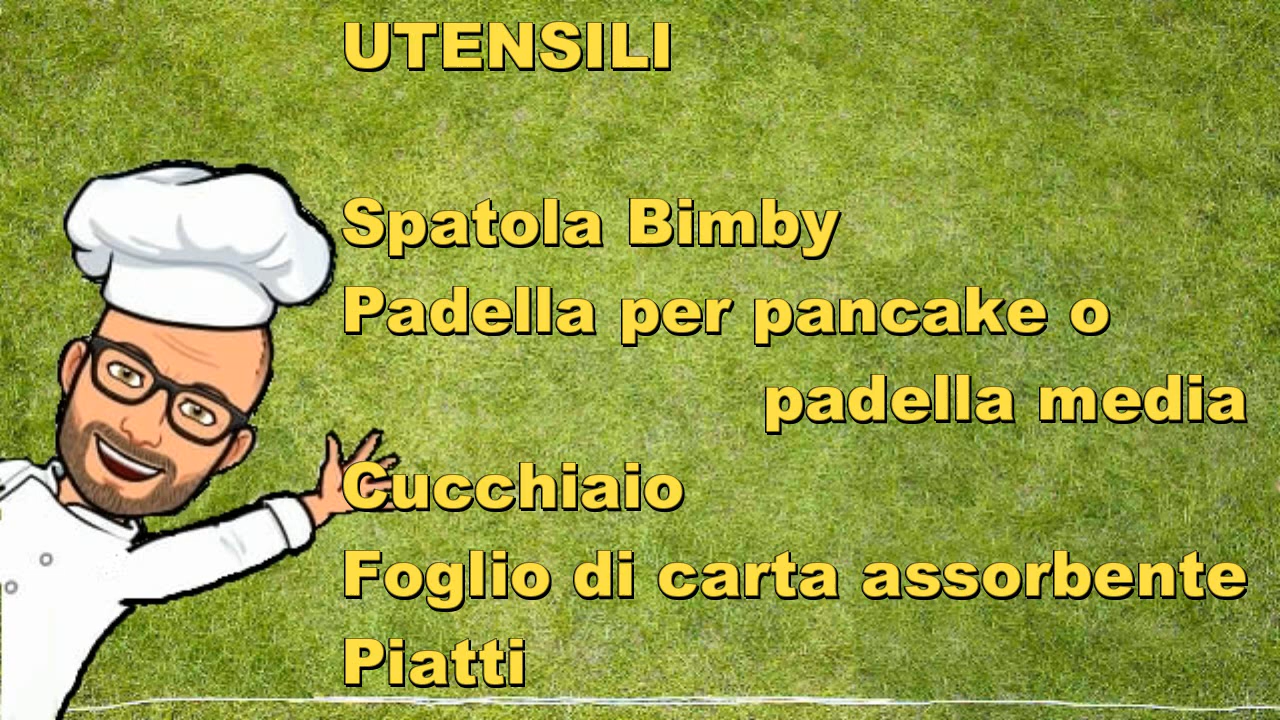 UTENSILI
Spatola Bimby
Padella per pancake o
padella media
Cucchiaio
Foglio di carta assorbente
Piatti